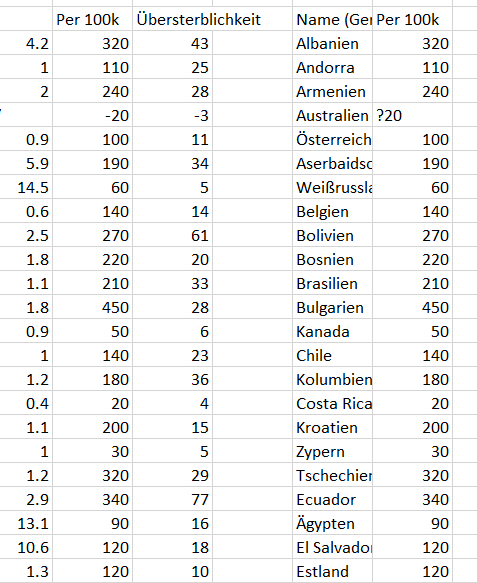 Per 100k Übersterblichkeit Name (Ger Per 100k
4.2 320 43 Albanien 320
1 110 25 Andorra 110
2 240 28 Armenien 240
-20 -3 Australien ?20
0.9 100 11 Österreich 100
5.9 190 34 Aserbaidsc 190
14.5 60 5 Weißrussla 60
0.6 140 14 Belgien 140
2.5 270 61 Bolivien 270
1.8 220 20 Bosnien 220
1.1 210 33 Brasilien 210
1.8 450 28 Bulgarien 450
0.9 50 6 Kanada 50
1 140 23 Chile 140
1.2 180 36 Kolumbien 180
0.4 20 4 Costa Rica 20
1.1 200 15 Kroatien 200
1 30 5 Zypern 30
1.2 320 29 Tschechien 320
2.9 340 77 Ecuador 340
13.1 90 16 Ägypten 90
10.6 120 18 El Salvador 120
1.3 120 10 Estland 120